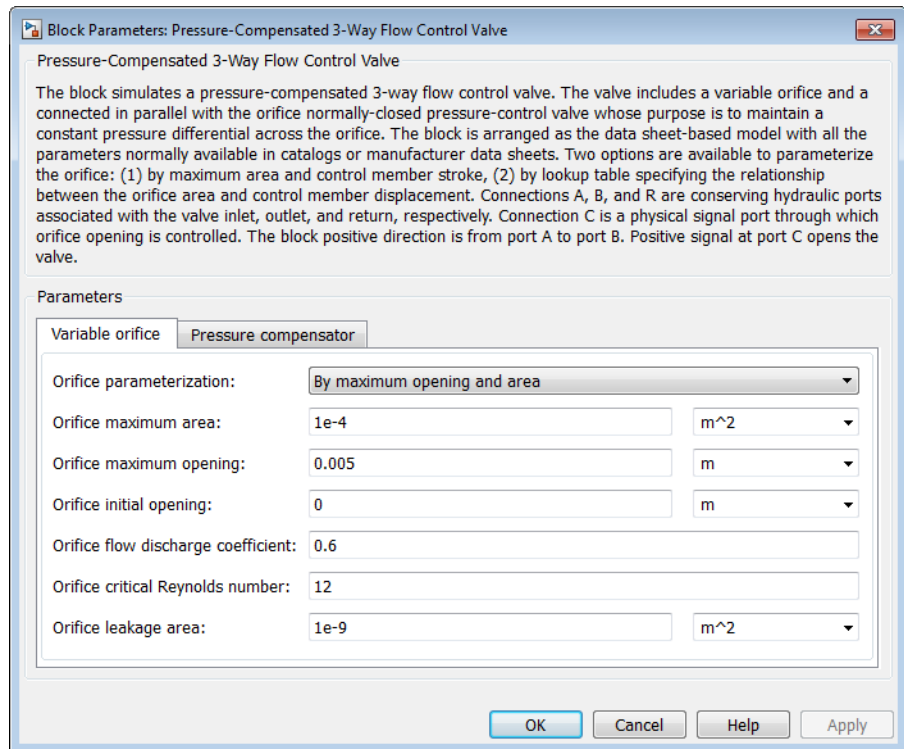 Block Parameters: Pressure-Compensated 3-Way Flow Control Valve
Pressure-Compensated 3-Way Flow Control Valve
The block simulates a pressure-compensated 3-way flow control valve. The valve includes a variable orifice and a
connected in parallel with the orifice normally-closed pressure-control valve whose purpose is to maintain a
constant pressure differential across the orifice. The block is arranged as the data sheet-based model with all the
parameters normally available in catalogs or manufacturer data sheets. Two options are available to parameterize
the orifice: (1) by maximum area and control member stroke, (2) by lookup table specifying the relationship
between the orifice area and control member displacement. Connections A, B, and R are conserving hydraulic ports
associated with the valve inlet, outlet, and return, respectively. Connection C is a physical signal port through which
orifice opening is controlled. The block positive direction is from port A to port B. Positive signal at port C opens the
valve.
Parameters
Variable orifice Pressure compensator
Orifice parameterization: By maximum opening and area
Orifice maximum area: 1e-4 m^2
Orifice maximum opening: 0.005 m
Orifice initial opening: 0 m
Orifice flow discharge coefficient: 0.6
Orifice critical Reynolds number: 12
Orifice leakage area: 1e-9 m^2
OK Cancel Help Apply